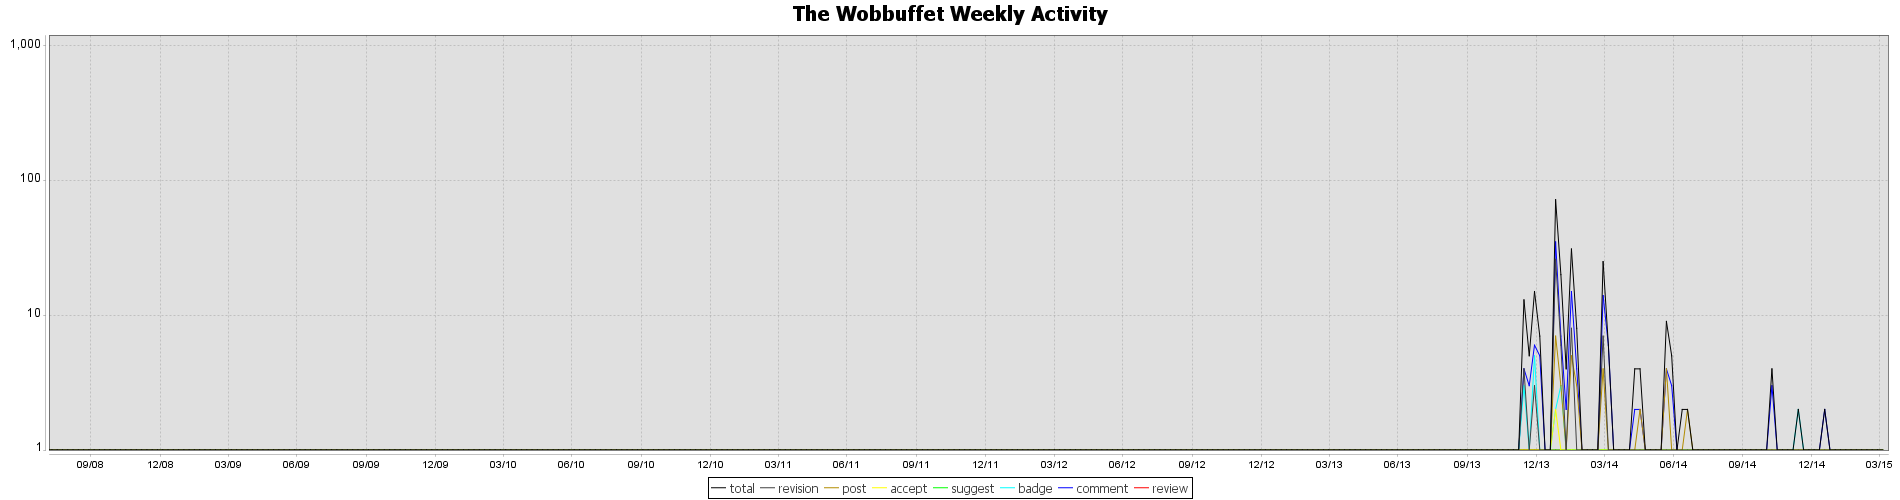 The Wobbuffet Weekly Activity
1,000
100
10
1
09/08 12/08 03/09 06/09 09/09 12/09 03/10 06/10 09/10 12/10 03/11 06/11 09/11 12/11 03/12 06/12 09/12 12/12 03/13 06/13 09/13 12/13 03/14 06/14 09/14 12/14 03/15
total revision post accept suggest badge comment review